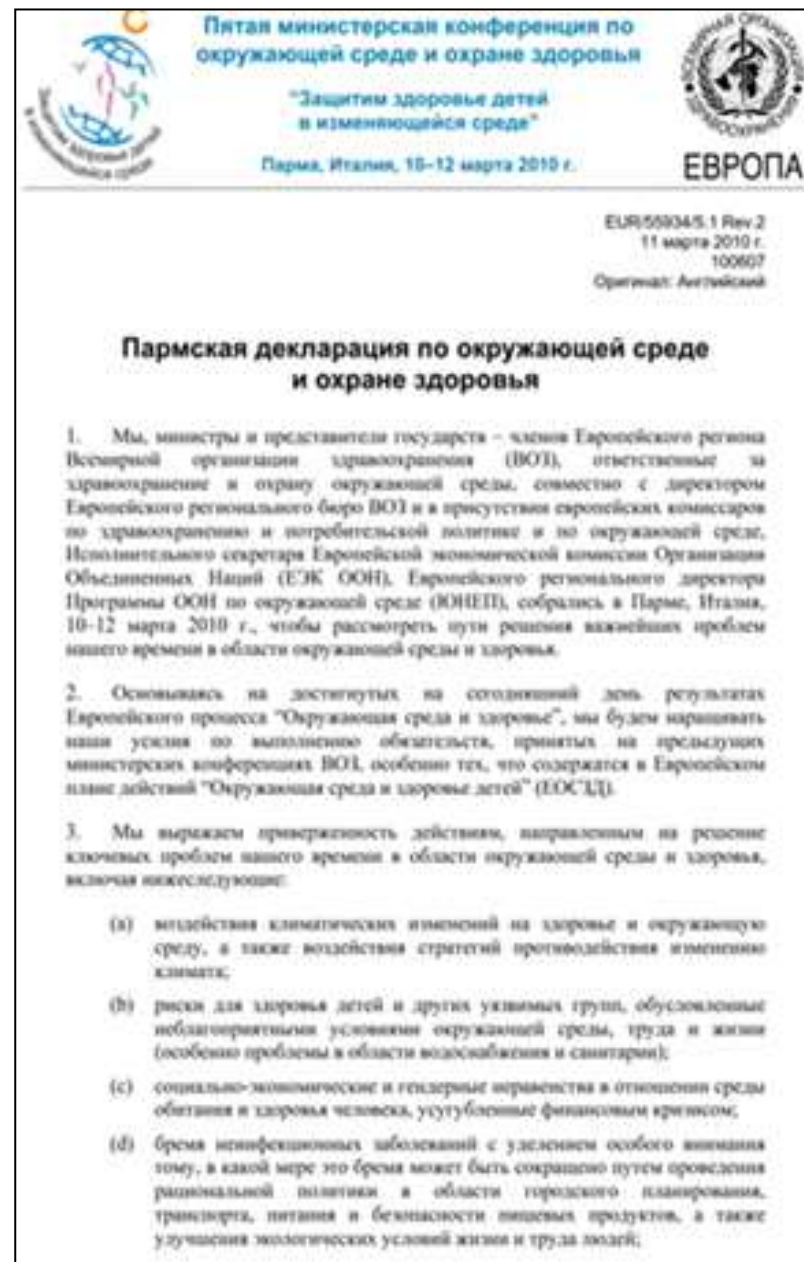 Пятая министерская конференция по
окружающей среде и охране здоровья
"Защитим здоровье детей
в изменяющейся среде"
Парма, Италия, 10–12 марта 2010 г.
Защитим здоровье детей
в изменяющейся среде
ВСЕМИРНАЯ ОРГАНИЗАЦИЯ
ЗДРАВООХРАНЕНИЯ
ЕВРОПА
EUR/55934/5.1 Rev.2
11 марта 2010 г.
100607
Оригинал: Английский
Пармская декларация по окружающей среде
и охране здоровья
1. Мы, министры и представители государств – членов Европейского региона
Всемирной организации здравоохранения (ВОЗ), ответственные за
здравоохранение и охрану окружающей среды, совместно с директором
Европейского регионального бюро ВОЗ и в присутствии европейских комиссаров
по здравоохранению и потребительской политике и по окружающей среде,
Исполнительного секретаря Европейской экономической комиссии Организации
Объединенных Наций (ЕЭК ООН), Европейского регионального директора
Программы ООН по окружающей среде (ЮНЕП), собрались в Парме, Италия,
10–12 марта 2010 г., чтобы рассмотреть пути решения важнейших проблем
нашего времени в области окружающей среды и здоровья.
2. Основываясь на достигнутых на сегодняшний день результатах
Европейского процесса "Окружающая среда и здоровье", мы будем наращивать
наши усилия по выполнению обязательств, принятых на предыдущих
министерских конференциях ВОЗ, особенно тех, что содержатся в Европейском
плане действий "Окружающая среда и здоровье детей" (ЕОСЗД).
3. Мы выражаем приверженность действиям, направленным на решение
ключевых проблем нашего времени в области окружающей среды и здоровья,
включая нижеследующие:
(a) воздействия климатических изменений на здоровье и окружающую
среду, а также воздействия стратегий противодействия изменению
климата;
(b) риски для здоровья детей и других уязвимых групп, обусловленные
неблагоприятными условиями окружающей среды, труда и жизни
(особенно проблемы в области водоснабжения и санитарии);
(c) социально-экономические и гендерные неравенства в отношении среды
обитания и здоровья человека, усугубленные финансовым кризисом;
(d) бремя неинфекционных заболеваний с уделением особого внимания
тому, в какой мере это бремя может быть сокращено путем проведения
рациональной политики в области городского планирования,
транспорта, питания и безопасности пищевых продуктов, а также
улучшения экологических условий жизни и труда людей;